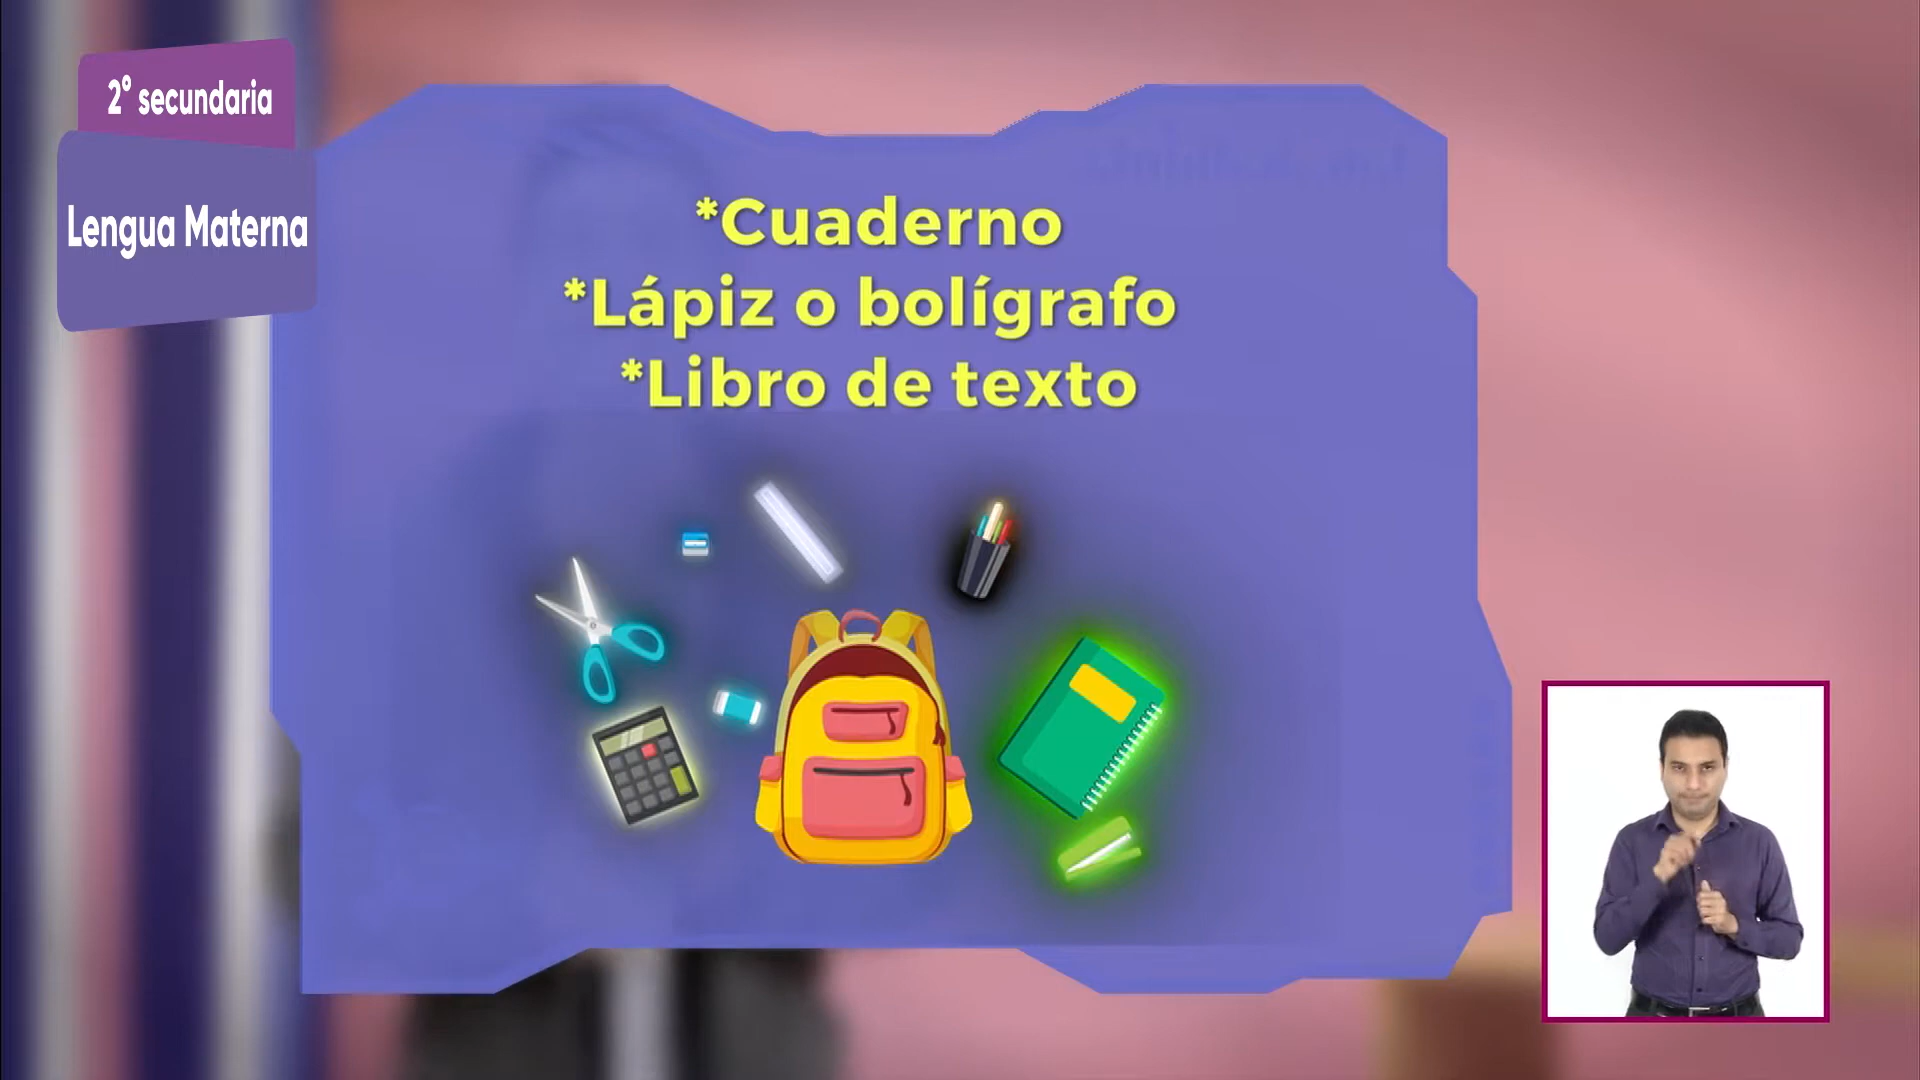 2° secundaria
Lengua Materna
*Cuaderno
*Lápiz o bolígrafo
*Libro de texto